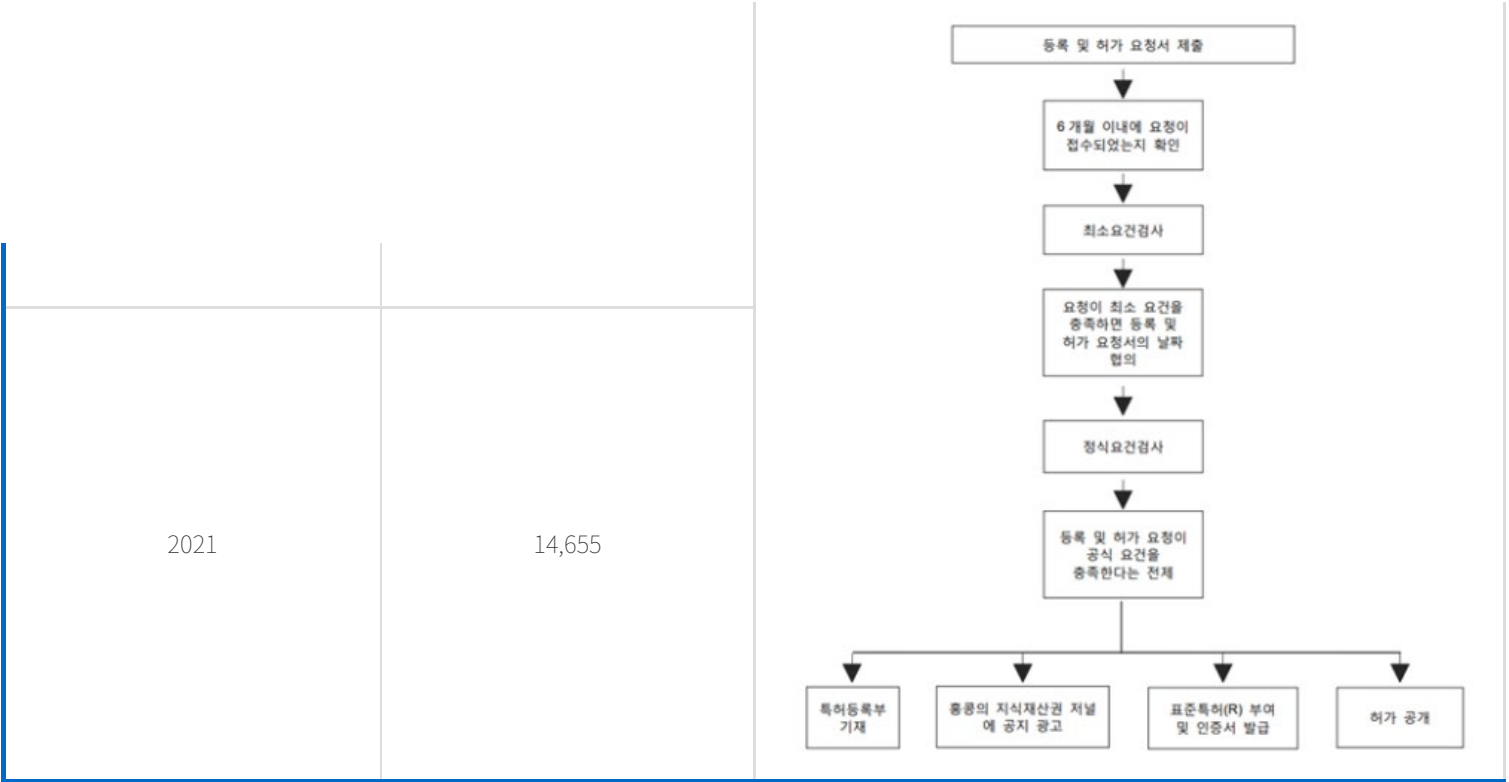 2021
14,655
등록 및 허가 요청서 제출
6개월 이내에 요청이
접수되었는지 확인
최소요건검사
요청이 최소 요건을
충족하면 등록 및
허가 요청서의 날짜
협의
정식요건검사
등록 및 허가 요청이
공식 요건을
충족한다는 전제
특허등록부
기재
홍콩의 지식재산권 저널
에 공지 광고
표준특허(R) 부여
및 인증서 발급
허가 공개